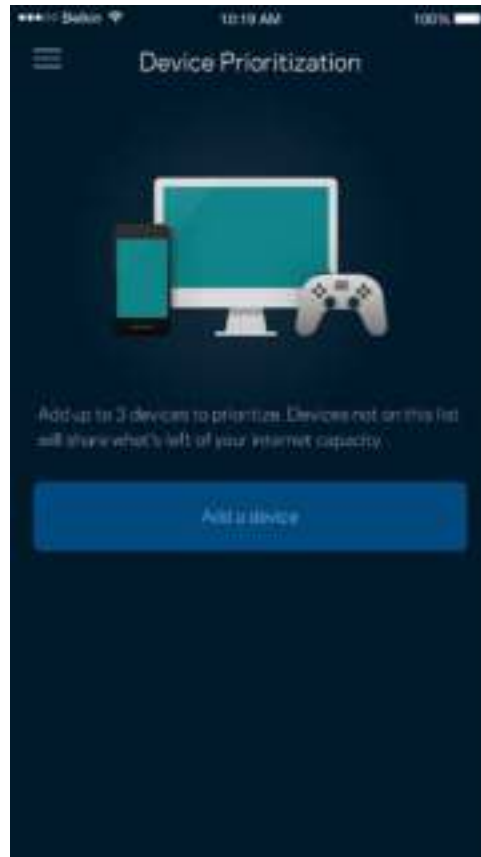 Belkin 10:19 AM 100%
Device Prioritization
Add up to 3 devices to prioritize. Devices not on this list
will share what's left of your internet capacity.
Add a device